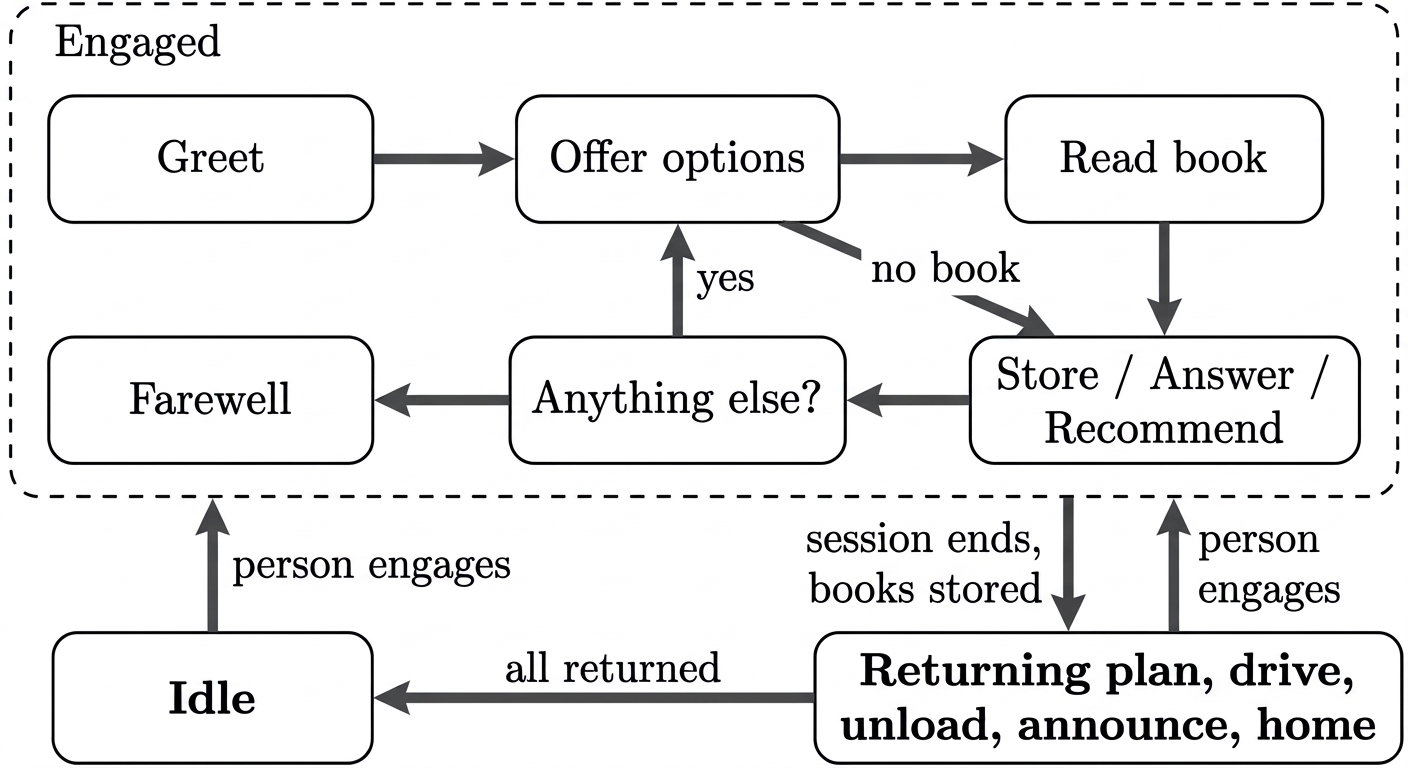 Engaged
Greet
Offer options
Read book
yes
no book
Farewell
Anything else?
Store / Answer /
Recommend
person engages
session ends,
books stored
person
engages
Idle
all returned
Returning plan, drive,
unload, announce, home